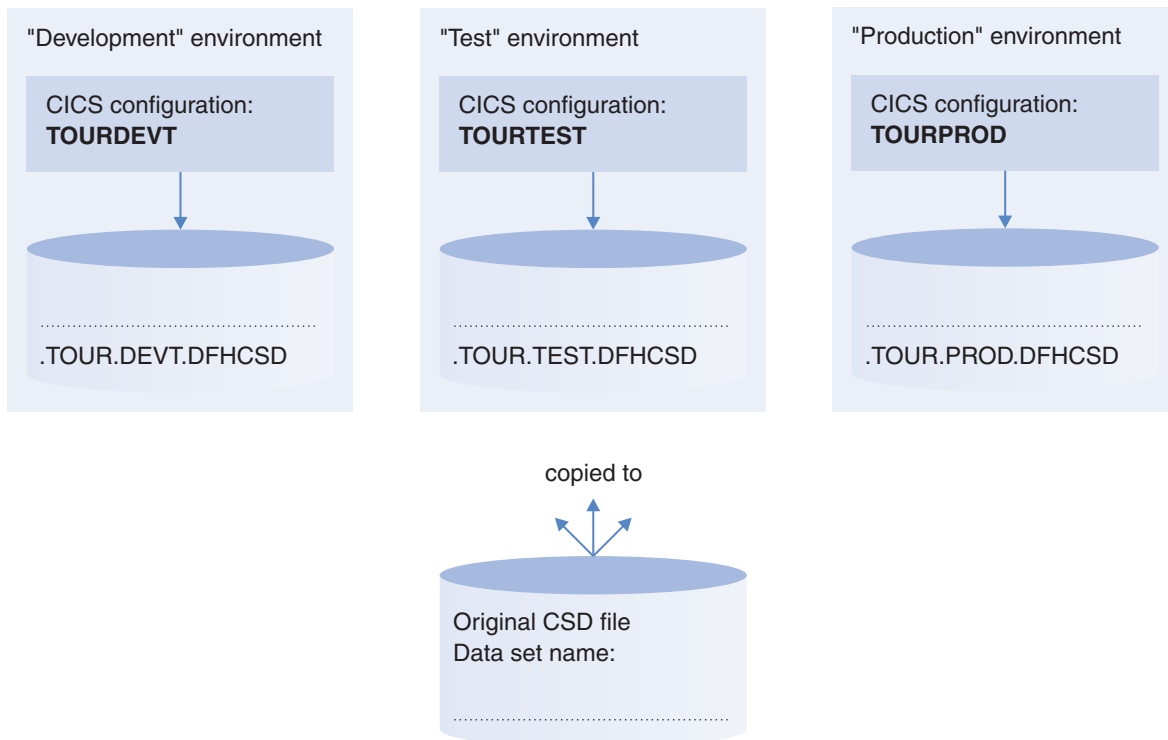 "Development" environment
CICS configuration:
TOURDEVT
................................................................
.TOUR.DEVT.DFHCSD
"Test" environment
CICS configuration:
TOURTEST
................................................................
.TOUR.TEST.DFHCSD
"Production" environment
CICS configuration:
TOURPROD
................................................................
.TOUR.PROD.DFHCSD
copied to
Original CSD file
Data set name:
................................................................